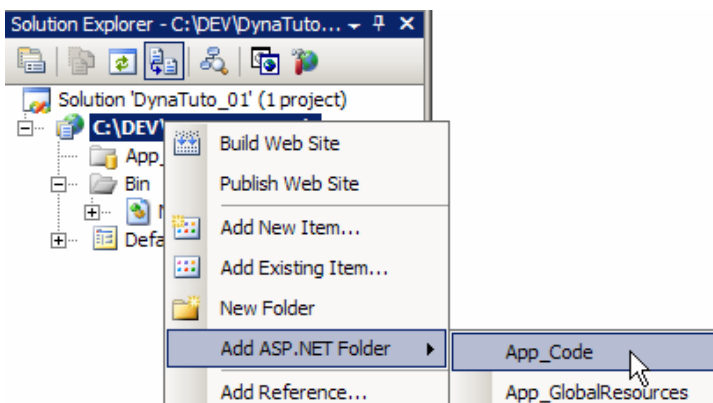 Solution Explorer - C:\DEV\DynaTuto...
Solution 'DynaTuto_01' (1 project)
C:\DEV\
App_
Bin
Defa
Build Web Site
Publish Web Site
Add New Item...
Add Existing Item...
New Folder
Add ASP.NET Folder
Add Reference...
App_Code
App_GlobalResources